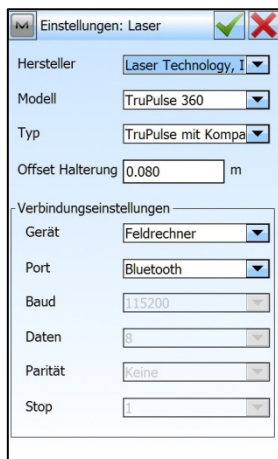 Einstellungen: Laser
Hersteller Laser Technology, I
Modell TruPulse 360
Typ TruPulse mit Kompa
Offset Halterung 0.080 m
Verbindungseinstellungen
Gerät Feldrechner
Port Bluetooth
Baud 115200
Daten 8
Parität Keine
Stop 1